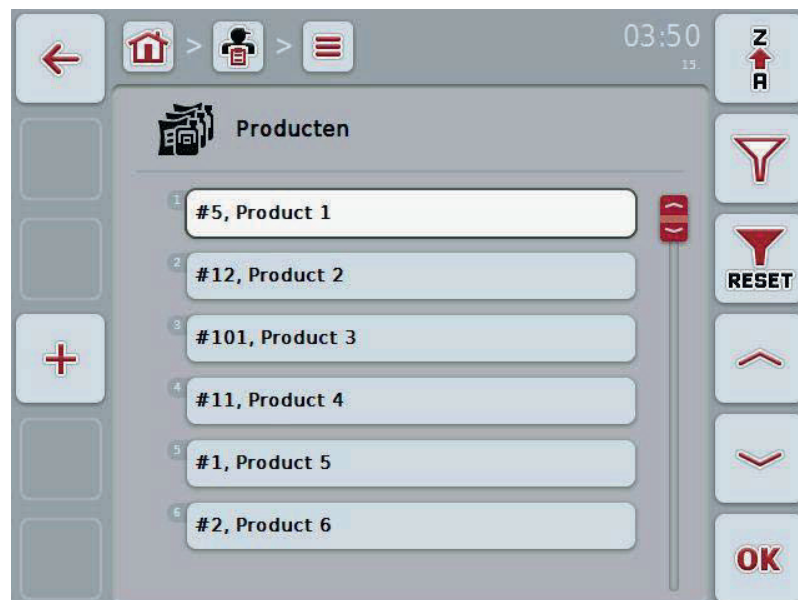 03:50
15.
Z
A
Producten
1
#5, Product 1
2
#12, Product 2
RESET
3
#101, Product 3
4
#11, Product 4
5
#1, Product 5
6
#2, Product 6
OK